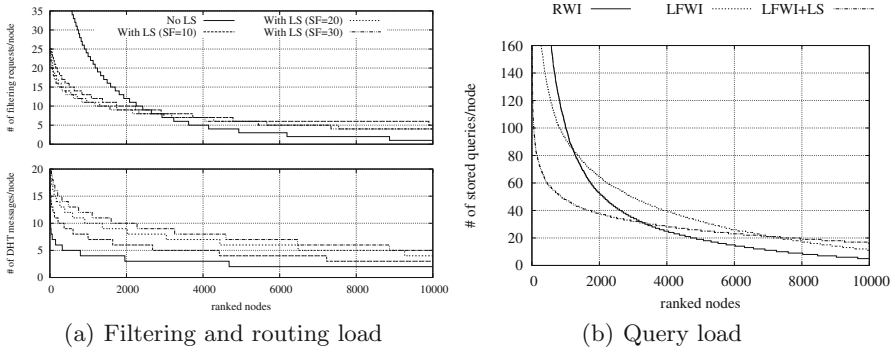 No LS
With LS (SF=10)
With LS (SF=20)
With LS (SF=30)
# of filtering requests/node
35
30
25
20
15
10
5
0
# of DHT messages/node
20
15
10
5
0
0 2000 4000 6000 8000 10000
ranked nodes
(a) Filtering and routing load
RWI LFWI LFWI+LS
# of stored queries/node
160
140
120
100
80
60
40
20
0
0 2000 4000 6000 8000 10000
ranked nodes
(b) Query load